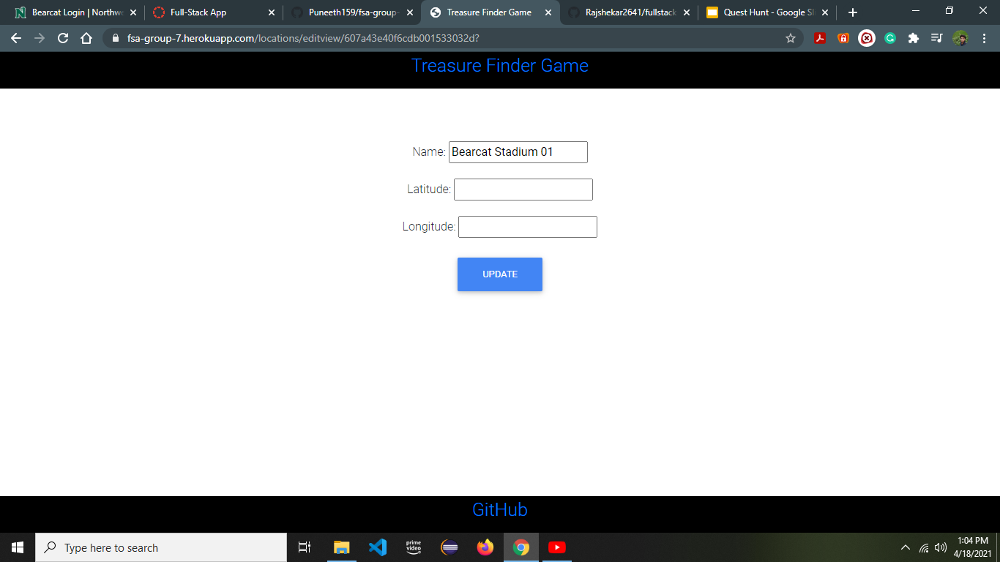 Bearcat Login | Northwe
Full-Stack App
Puneeth159/fsa-group-
Treasure Finder Game
Rajshekar2641/fullstack
Quest Hunt - Google Sl
fsa-group-7.herokuapp.com/locations/editview/607a43e40f6cdb001533032d?
Treasure Finder Game
Name: Bearcat Stadium 01
Latitude:
Longitude:
UPDATE
GitHub
Type here to search
prime video
1:04 PM
4/18/2021